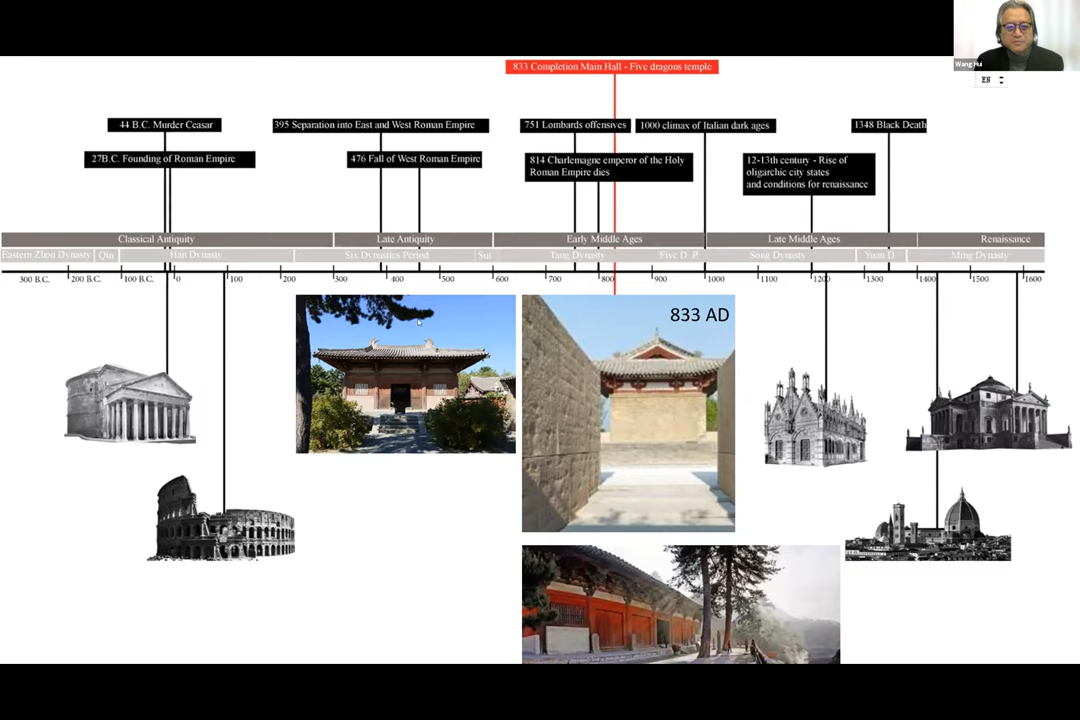 Wang Hui
EN
833 Completion Main Hall - Five dragons temple
44 B.C. Murder Ceasar
395 Separation into East and West Roman Empire
751 Lombards offensives
1000 climax of Italian dark ages
1348 Black Death
27B.C. Founding of Roman Empire
476 Fall of West Roman Empire
814 Charlemagne emperor of the Holy
Roman Empire dies
12-13th century - Rise of
oligarchic city states
and conditions for renaissance
Classical Antiquity
Late Antiquity
Early Middle Ages
Late Middle Ages
Renaissance
Eastern Zhou Dynasty
Qin
Han Dynasty
Six Dynasties Period
Sui
Tang Dynasty
Five D. P.
Song Dynasty
Yuan D.
Ming Dynasty
300 B.C.
200 B.C.
100 B.C.
0
100
200
300
400
500
600
700
800
900
1000
1100
1200
1300
1400
1500
1600
833 AD